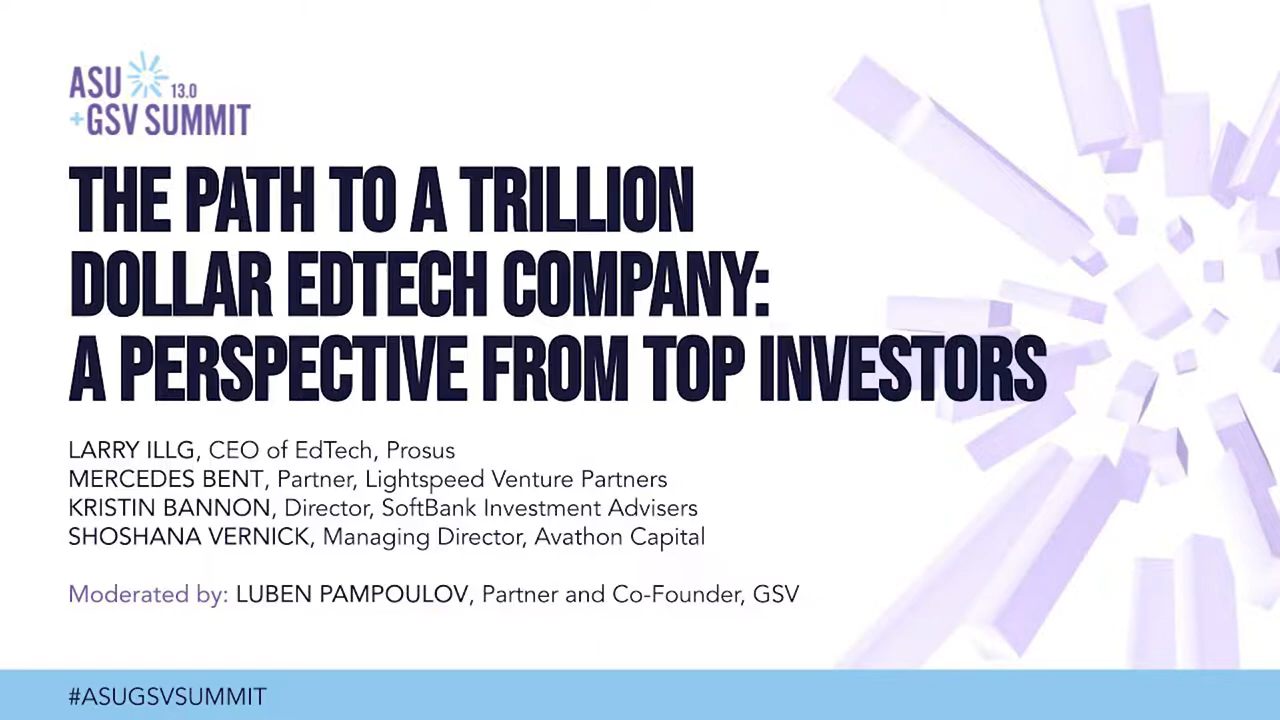 ASU 13.0
+GSV SUMMIT
THE PATH TO A TRILLION
DOLLAR EDTECH COMPANY:
A PERSPECTIVE FROM TOP INVESTORS
LARRY ILLG, CEO of EdTech, Prosus
MERCEDES BENT, Partner, Lightspeed Venture Partners
KRISTIN BANNON, Director, SoftBank Investment Advisers
SHOSHANA VERNICK, Managing Director, Avathon Capital
Moderated by: LUBEN PAMPOULOV, Partner and Co-Founder, GSV
#ASUGSVSUMMIT